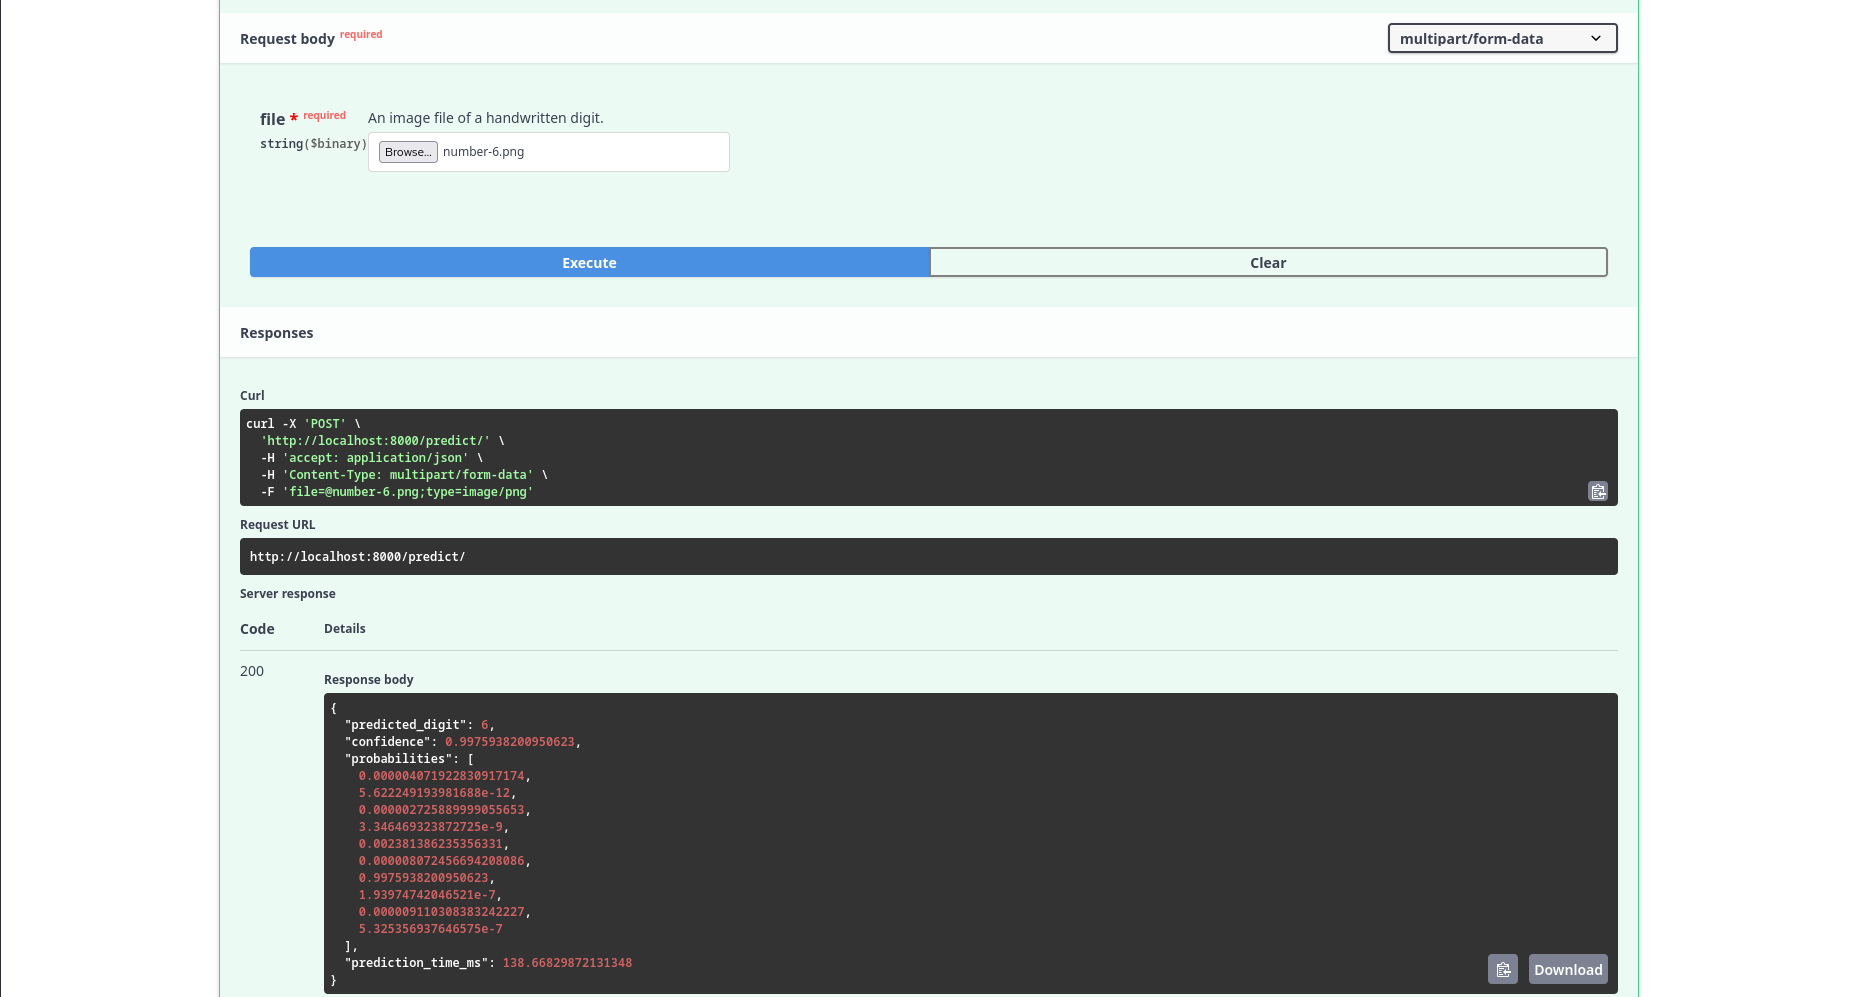 Request body required
multipart/form-data
file * required
An image file of a handwritten digit.
string($binary)
Browse... number-6.png
Execute
Clear
Responses
Curl
curl -X 'POST' \
  'http://localhost:8000/predict/' \
  -H 'accept: application/json' \
  -H 'Content-Type: multipart/form-data' \
  -F 'file=@number-6.png;type=image/png'
Request URL
http://localhost:8000/predict/
Server response
Code Details
200
Response body
{
  "predicted_digit": 6,
  "confidence": 0.9975938200950623,
  "probabilities": [
    0.000004071922830917174,
    5.622249193981688e-12,
    0.000002725889999055653,
    3.346469323872725e-9,
    0.002381386235356331,
    0.000008072456694208086,
    0.9975938200950623,
    1.93974742046521e-7,
    0.000009110308383242227,
    5.325356937646575e-7
  ],
  "prediction_time_ms": 138.66829872131348
}
Download